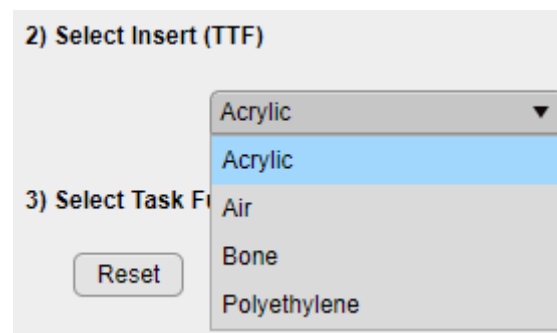 2) Select Insert (TTF)
Acrylic
Acrylic
3) Select Task
Air
Bone
Reset
Polyethylene